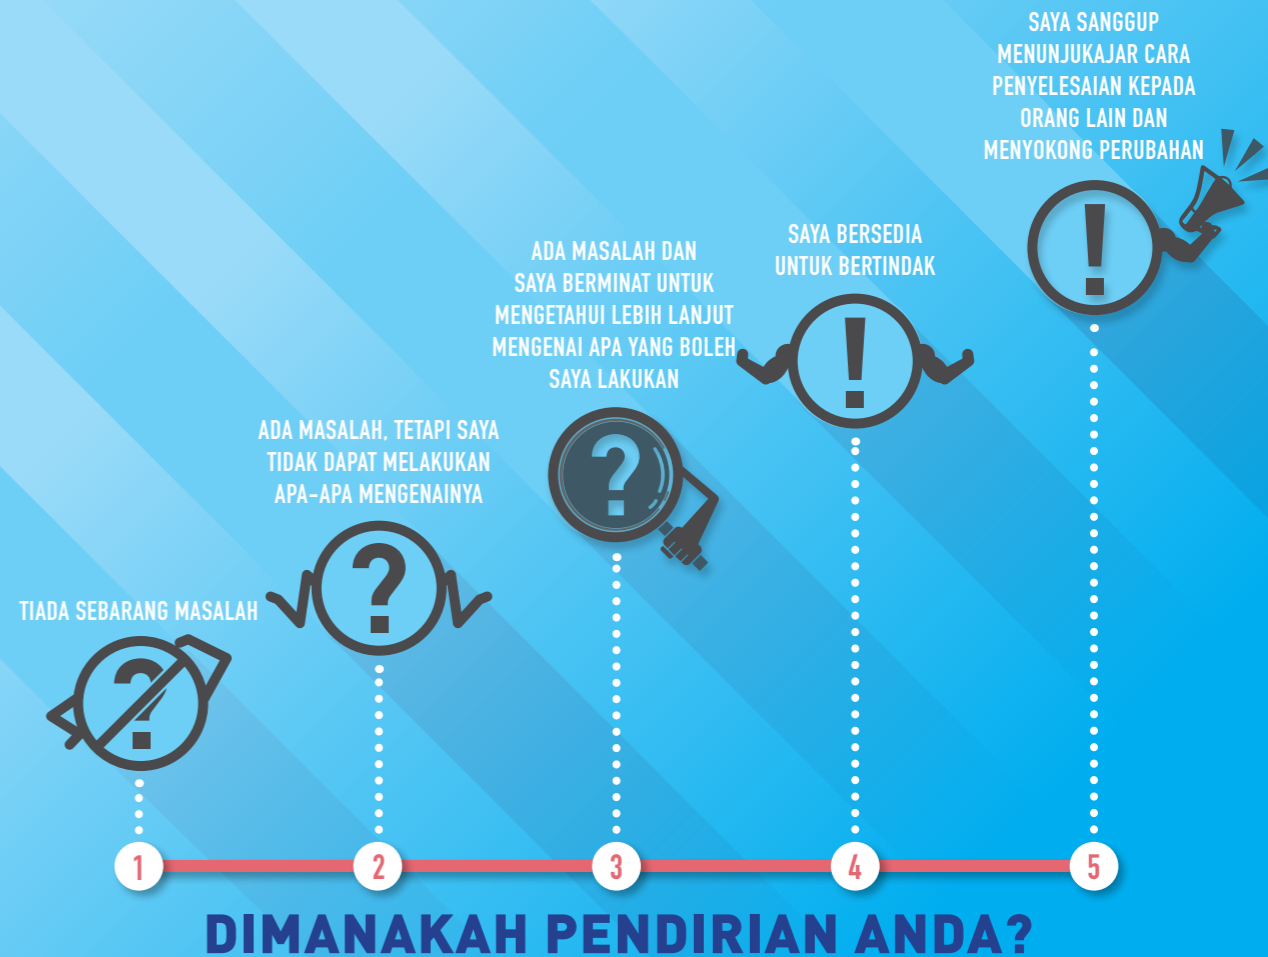 TIADA SEBARANG MASALAH
?
1
ADA MASALAH, TETAPI SAYA
TIDAK DAPAT MELAKUKAN
APA-APA MENGENAINYA
?
2
ADA MASALAH DAN
SAYA BERMINAT UNTUK
MENGETAHUI LEBIH LANJUT
MENGENAI APA YANG BOLEH
SAYA LAKUKAN
?
3
SAYA BERSEDIA
UNTUK BERTINDAK
!
4
SAYA SANGGUP
MENUNJUKAJAR CARA
PENYELESAIAN KEPADA
ORANG LAIN DAN
MENYOKONG PERUBAHAN
!
5
DIMANAKAH PENDIRIAN ANDA?